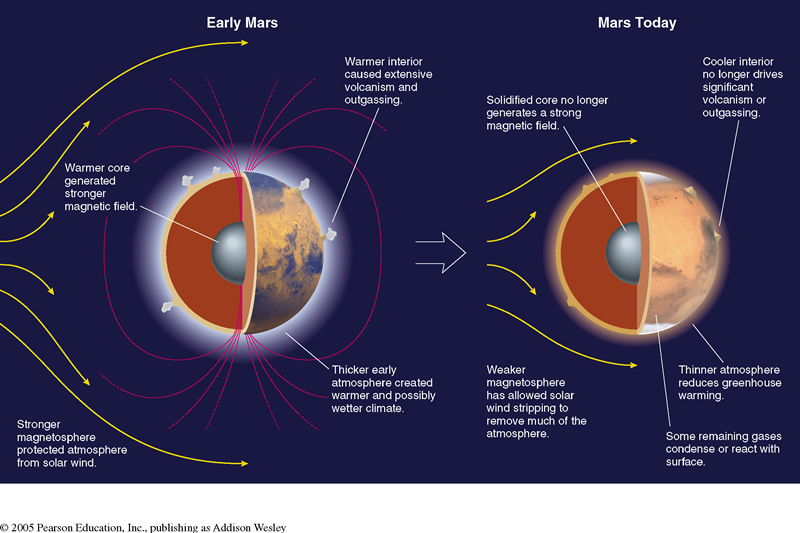 Early Mars
Warmer interior
caused extensive
volcanism and
outgassing.
Warmer core
generated
stronger
magnetic field.
Thicker early
atmosphere created
warmer and possibly
wetter climate.
Stronger
magnetosphere
protected atmosphere
from solar wind.
Mars Today
Solidified core no longer
generates a strong
magnetic field.
Cooler interior
no longer drives
significant
volcanism or
outgassing.
Weaker
magnetosphere
has allowed solar
wind stripping to
remove much of the
atmosphere.
Thinner atmosphere
reduces greenhouse
warming.
Some remaining gases
condense or react with
surface.
© 2005 Pearson Education, Inc., publishing as Addison Wesley